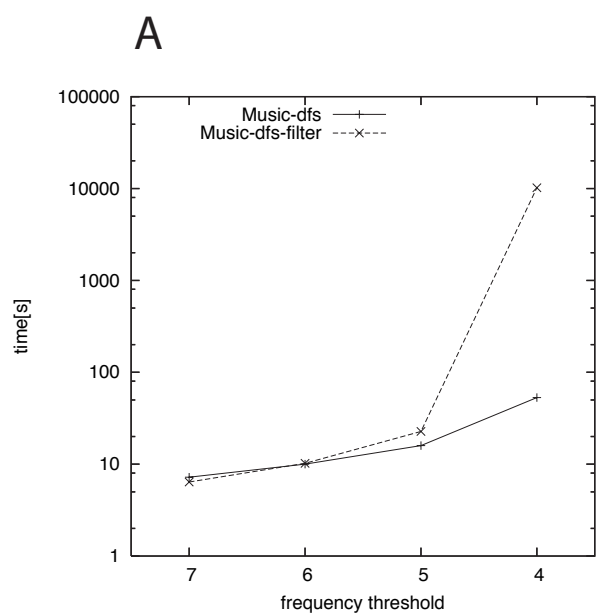 A
100000
10000
1000
100
10
1
time[s]
Music-dfs
Music-dfs-filter
7 6 5 4
frequency threshold